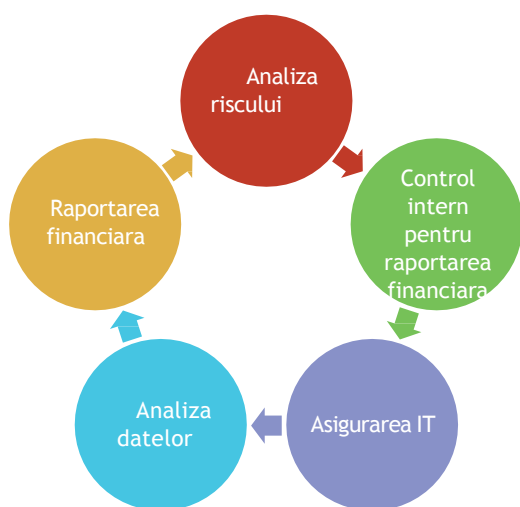 Analiza
riscului
Control
intern
pentru
raportarea
financiara
Asigurarea IT
Analiza
datelor
Raportarea
financiara